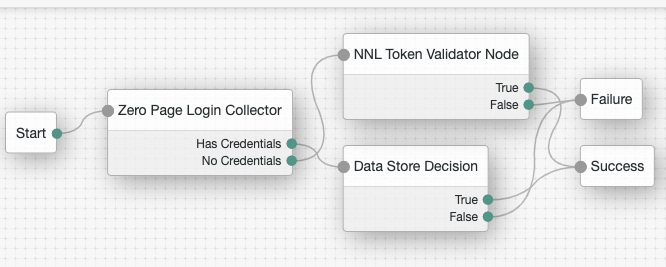 Start
Zero Page Login Collector
Has Credentials
No Credentials
NNL Token Validator Node
True
False
Data Store Decision
True
False
Failure
Success